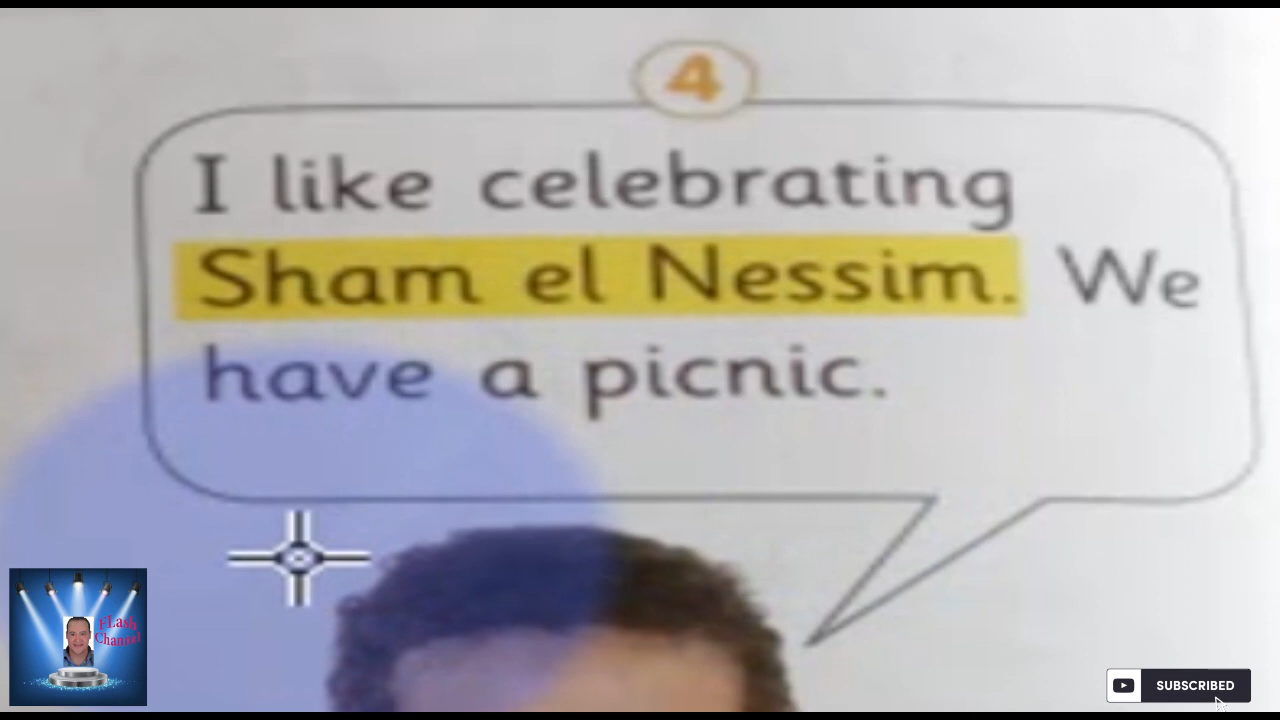 4
I like celebrating
Sham el Nessim. We
have a picnic.
FLash
Channel
SUBSCRIBED